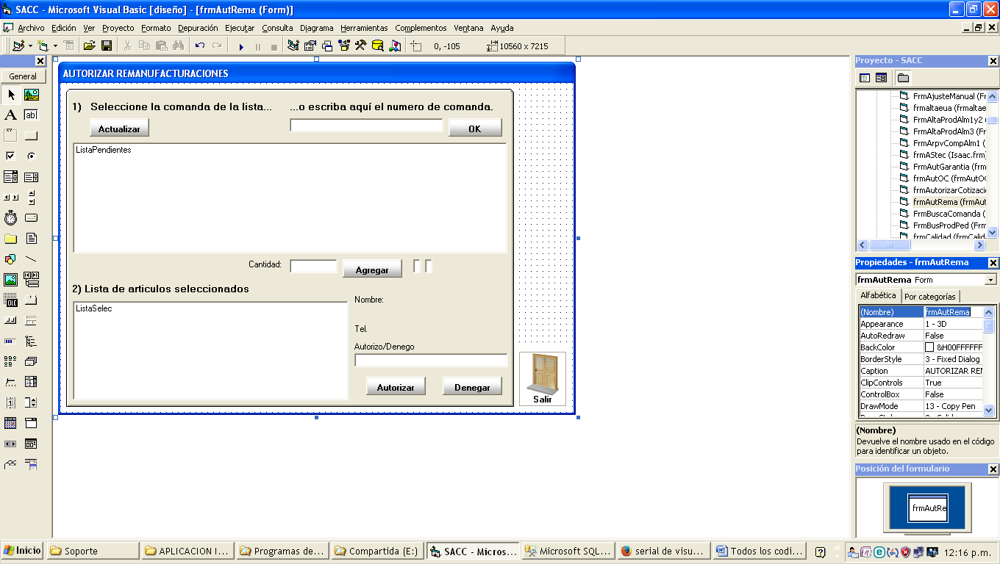 SACC - Microsoft Visual Basic [diseño] - [frmAutRema (Form)]
Archivo Edición Ver Proyecto Formato Depuración Ejecutar Consulta Diagrama Herramientas Complementos Ventana Ayuda
0, -105 10560 x 7215
General
A ab|
xy
OLE
AUTORIZAR REMANUFACTURACIONES
1) Seleccione la comanda de la lista... ...o escriba aquí el numero de comanda.
Actualizar OK
ListaPendientes
Cantidad: Agregar
2) Lista de articulos seleccionados
ListaSelec
Nombre:
Tel.
Autorizo/Denego
Autorizar Denegar
Salir
Proyecto - SACC
FrmAjusteManual (Fr
frmaltaeua (frmaltae
FrmAltaProdAlm1y2
FrmAltaProdAlm3 (Fr
FrmArpvCompAlm1 (
frmAStec (Isaac.frm)
FrmAutGarantia (frm
frmAutOC (frmAutOC
frmAutorizarCotizaci
frmAutRema (frmAut
FrmBuscaComanda (
FrmBusProdPed (Frm
frmCalidad (frmCalid
Propiedades - frmAutRema
frmAutRema Form
Alfabética Por categorías
(Nombre) frmAutRema
Appearance 1 - 3D
AutoRedraw False
BackColor &H00FFFFFF
BorderStyle 3 - Fixed Dialog
Caption AUTORIZAR REM
ClipControls True
ControlBox False
DrawMode 13 - Copy Pen
(Nombre)
Devuelve el nombre usado en el código
para identificar un objeto.
Posición del formulario
frmAutRe
Inicio Soporte APLICACION I... Programas de... Compartida (E:) SACC - Micros... Microsoft SQL... serial de visu... Todos los codi... 12:16 p.m.